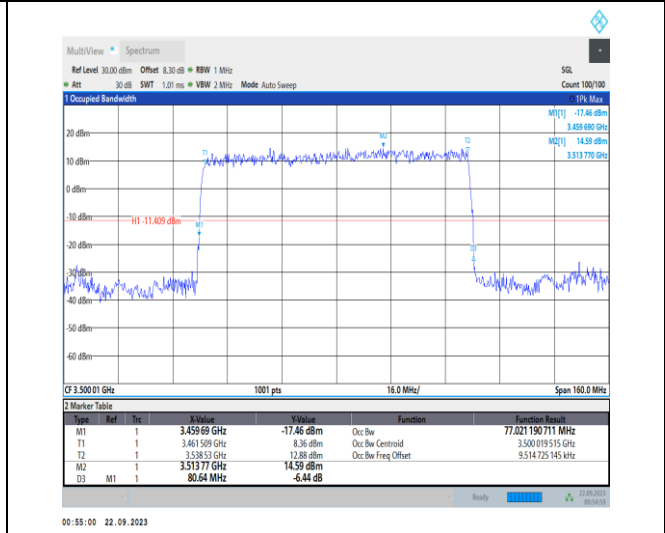 MultiView Spectrum
Ref Level 30.00 dBm Offset 8.30 dB RBW 1 MHz SGL
Att 30 dB SWT 1.01 ms VBW 2 MHz Mode Auto Sweep Count 100/100
1 Occupied Bandwidth 1Pk Max
M1[1] -17.46 dBm
3.459 690 GHz
20 dBm
M2
T2
M2[1] 14.59 dBm
3.513 770 GHz
T1
10 dBm
0 dBm
-10 dBm
H1 -11.409 dBm
M1
-20 dBm
D3
-30 dBm
-40 dBm
-50 dBm
-60 dBm
CF 3.500 01 GHz 1001 pts 16.0 MHz/ Span 160.0 MHz
2 Marker Table
Type Ref Trc X-Value Y-Value Function Function Result
M1 1 3.459 69 GHz -17.46 dBm Occ Bw 77.021 190 711 MHz
T1 1 3.461 509 GHz 8.36 dBm Occ Bw Centroid 3.500 019 515 GHz
T2 1 3.538 53 GHz 12.88 dBm Occ Bw Freq Offset 9.514 725 145 kHz
M2 1 3.513 77 GHz 14.59 dBm
D3 M1 1 80.64 MHz -6.44 dB
Ready 22.09.2023
00:54:59
00:55:00 22.09.2023